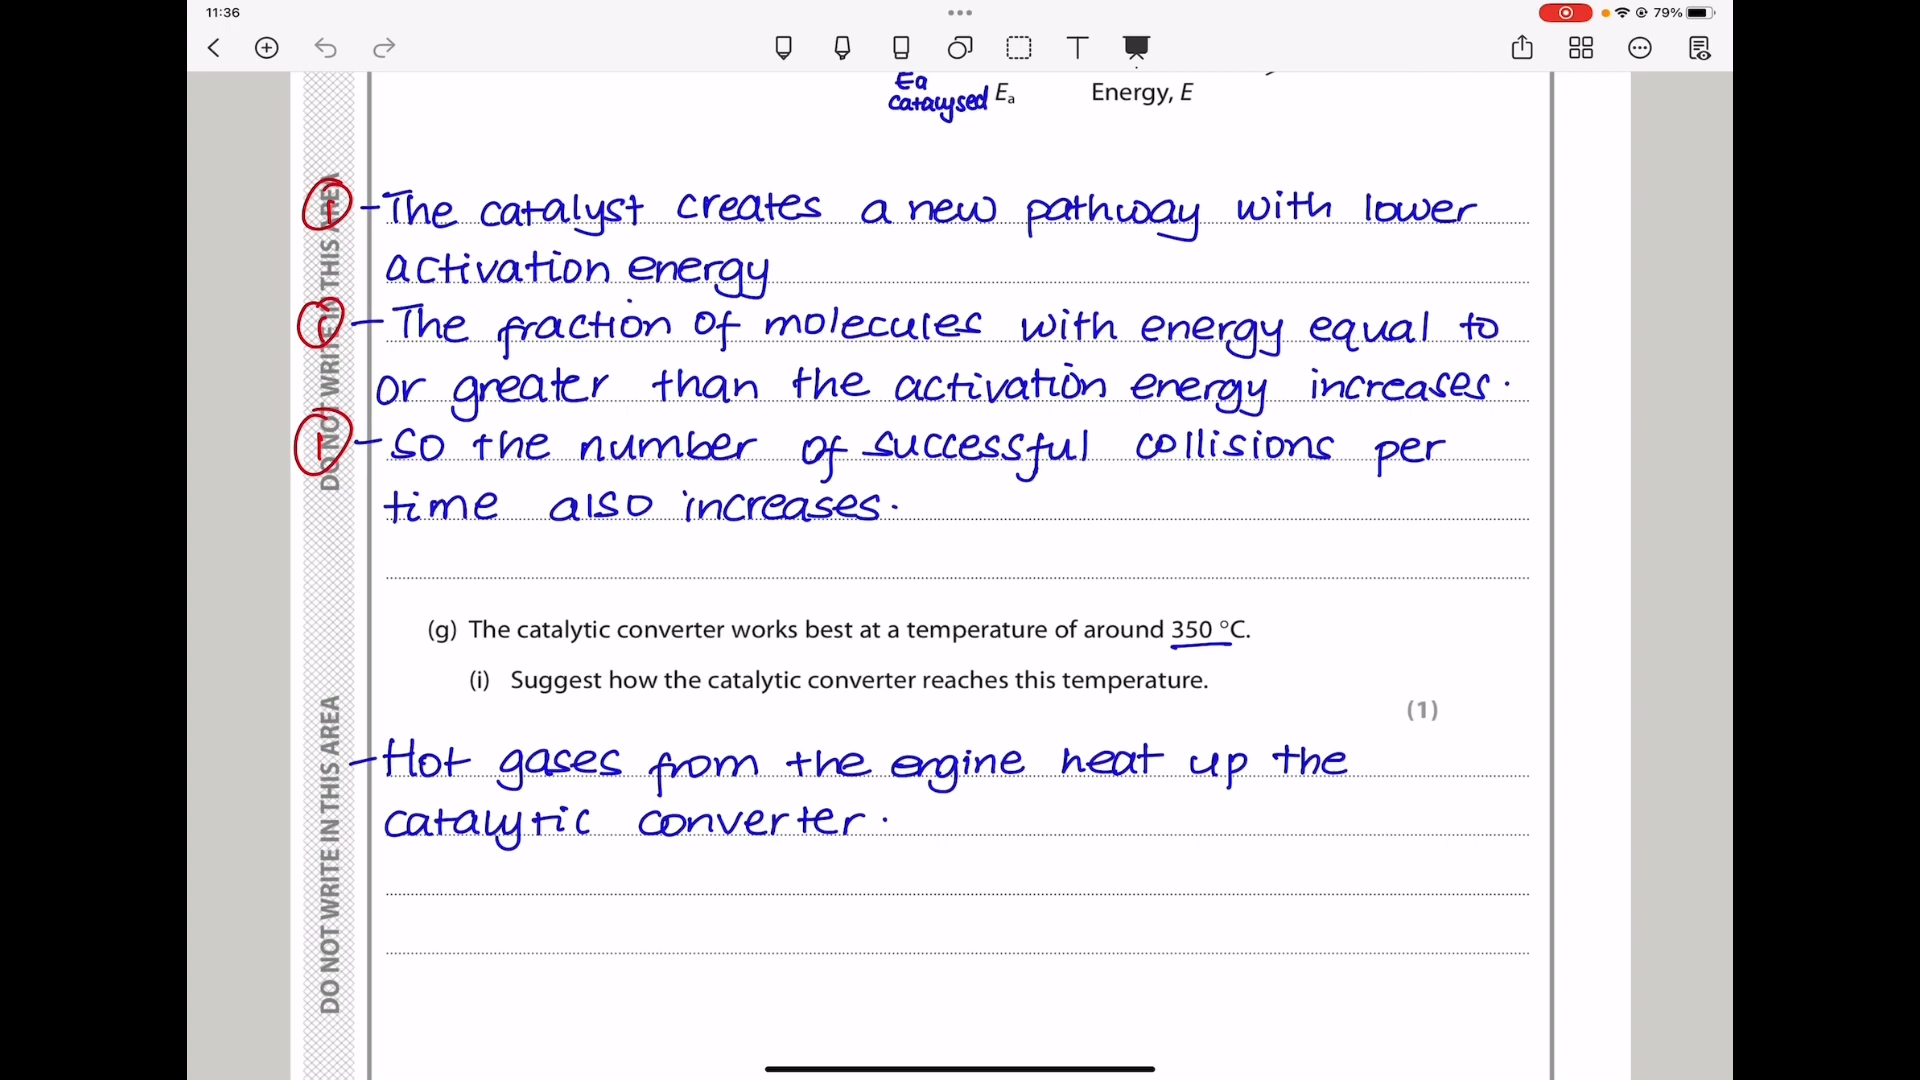 11:36
79%
Ea
catalysed Ea
Energy, E
1 - The catalyst creates a new pathway with lower
activation energy
1 - The fraction of molecules with energy equal to
or greater than the activation energy increases.
1 - So the number of successful collisions per
time also increases.
(g) The catalytic converter works best at a temperature of around 350 °C.
(i) Suggest how the catalytic converter reaches this temperature.
(1)
- Hot gases from the engine heat up the
catalytic converter.
DO NOT WRITE IN THIS AREA
DO NOT WRITE IN THIS AREA